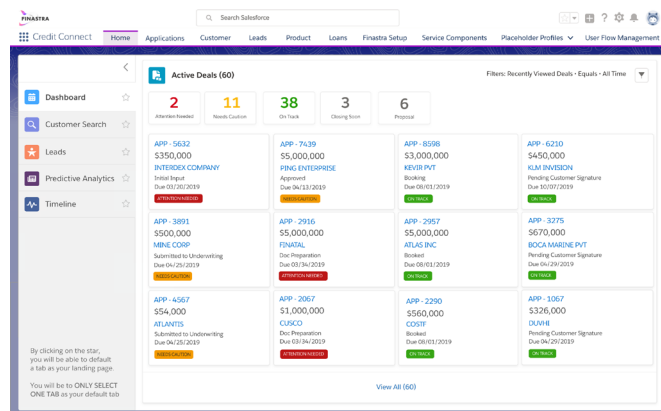 FINASTRA
Search Salesforce
Credit Connect
Home
Applications
Customer
Leads
Product
Loans
Finastra Setup
Service Components
Placeholder Profiles
User Flow Management
Dashboard
Customer Search
Leads
Predictive Analytics
Timeline
By clicking on the star,
you will be able to default
a tab as your landing page.
You will be to ONLY SELECT
ONE TAB as your default tab
Active Deals (60)
Filters: Recently Viewed Deals • Equals • All Time
2
Attention Needed
11
Needs Caution
38
On Track
3
Closing Soon
6
Proposal
APP - 5632
$350,000
INTERDEX COMPANY
Initial Input
Due 03/20/2019
ATTENTION NEEDED
APP - 7439
$5,000,000
PING ENTERPRISE
Approved
Due 04/13/2019
NEEDS CAUTION
APP - 8598
$3,000,000
KEVIR PVT
Booking
Due 08/01/2019
ON TRACK
APP - 6210
$450,000
KLM INVISION
Pending Customer Signature
Due 10/07/2019
ON TRACK
APP - 3891
$500,000
MINE CORP
Submitted to Underwriting
Due 04/25/2019
NEEDS CAUTION
APP - 2916
$5,000,000
FINATAL
Doc Preparation
Due 03/34/2019
ATTENTION NEEDED
APP - 2957
$5,000,000
ATLAS INC
Booked
Due 08/01/2019
ON TRACK
APP - 3275
$670,000
BOCA MARINE PVT
Pending Customer Signature
Due 04/29/2019
ON TRACK
APP - 4567
$54,000
ATLANTIS
Submitted to Underwriting
Due 04/25/2019
NEEDS CAUTION
APP - 2067
$1,000,000
CUSCO
Doc Preparation
Due 03/34/2019
ATTENTION NEEDED
APP - 2290
$560,000
COSTF
Booked
Due 08/01/2019
ON TRACK
APP - 1067
$326,000
DUVHI
Pending Customer Signature
Due 04/29/2019
ON TRACK
View All (60)